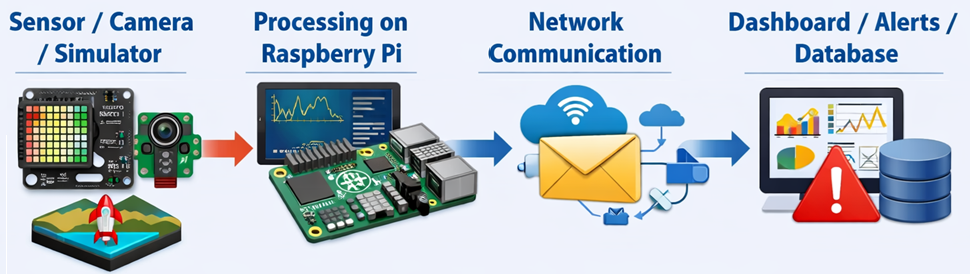 Sensor / Camera
/ Simulator
Processing on
Raspberry Pi
Network
Communication
Dashboard / Alerts /
Database